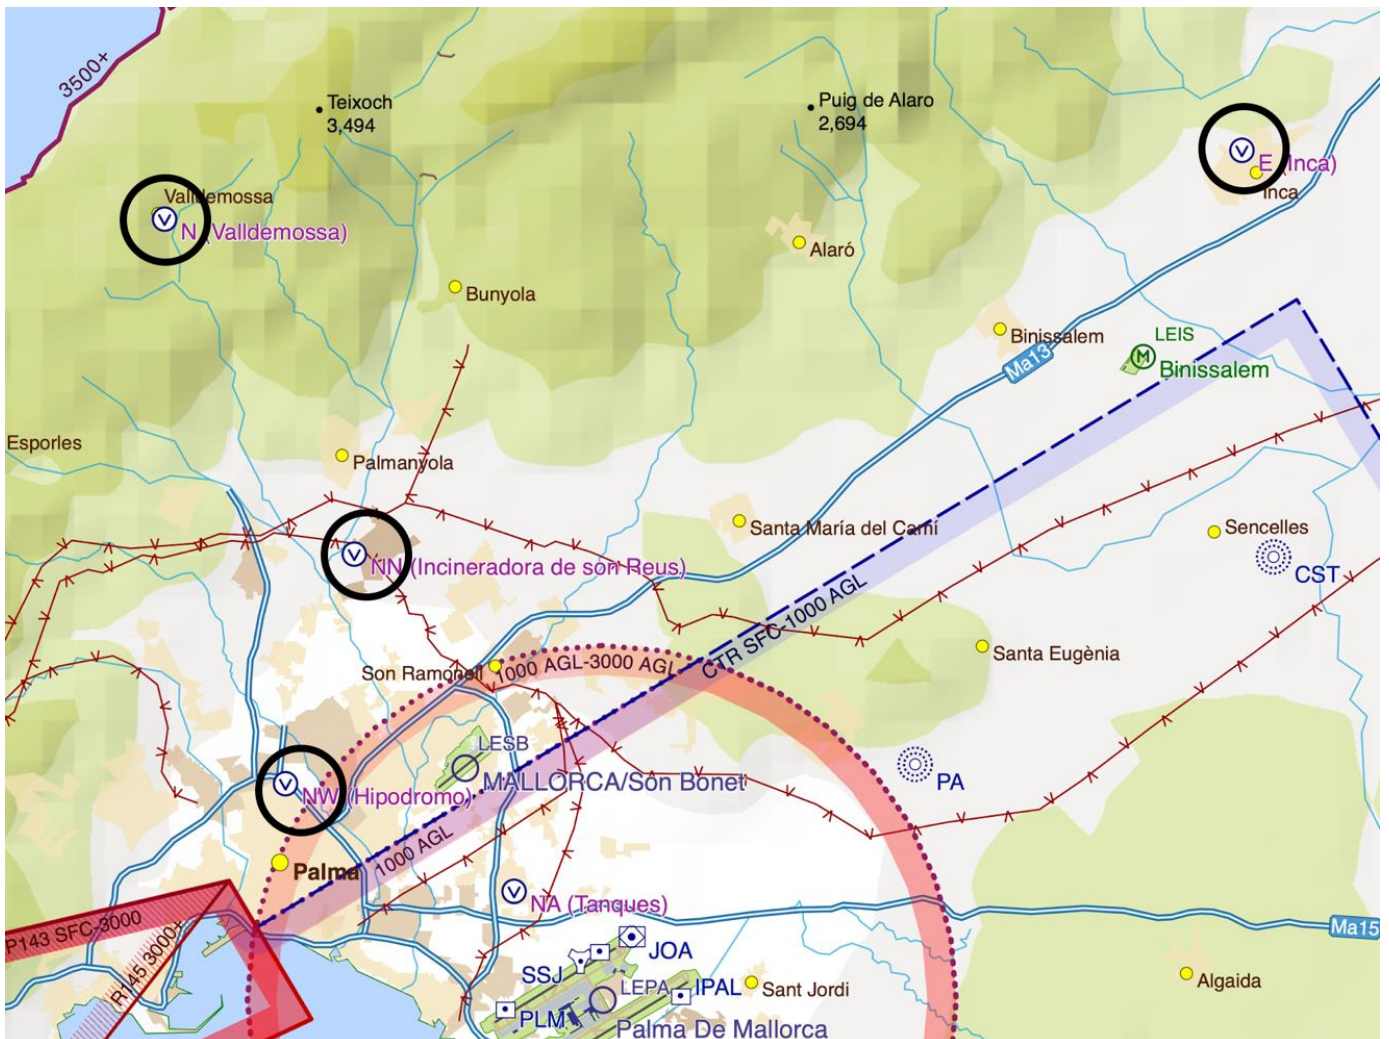 3500+
Teixoch
3,494
Puig de Alaro
2,694
E (Inca)
Inca
Valldemossa
N (Valldemossa)
Alaró
Bunyola
Binissalem
LEIS
Binissalem
Ma13
Esporles
Palmanyola
Santa María del Camí
Sencelles
CST
NN (Incineradora de son Reus)
CTR SFC-1000 AGL
Santa Eugènia
Son Ramonell
1000 AGL-3000 AGL
LESB
MALLORCA/Son Bonet
PA
NW (Hipodromo)
1000 AGL
Palma
NA (Tanques)
P143 SFC-3000
R145 3000+
Ma15
JOA
SSJ
LEPA
IPAL
Sant Jordi
Algaida
PLM
Palma De Mallorca